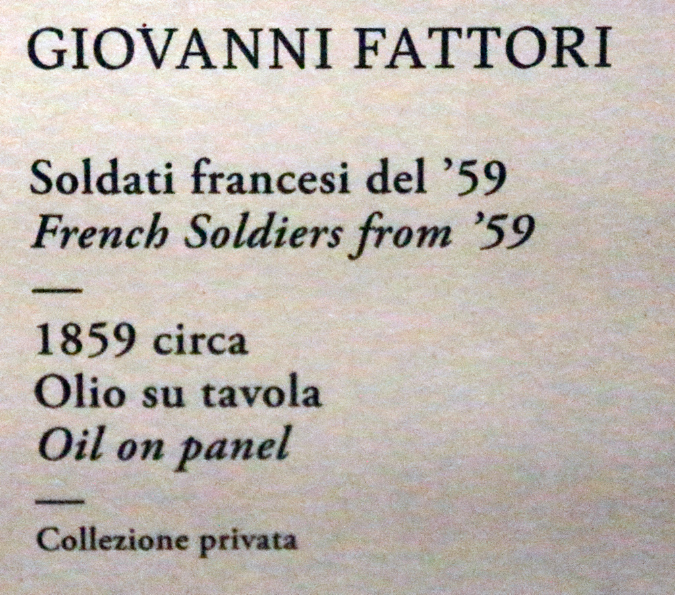 GIOVANNI FATTORI
Soldati francesi del ’59
French Soldiers from ’59
1859 circa
Olio su tavola
Oil on panel
Collezione privata